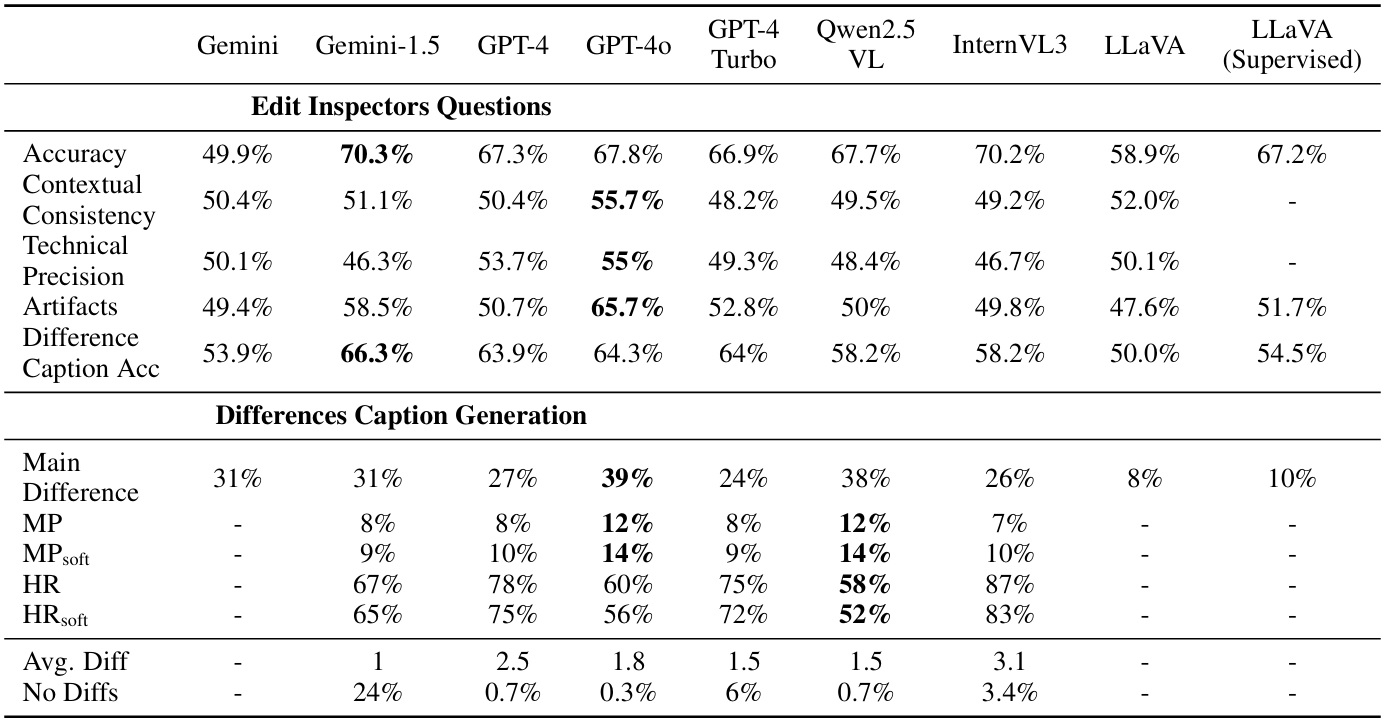 Gemini Gemini-1.5 GPT-4 GPT-4o GPT-4 Turbo Qwen2.5 VL InternVL3 LLaVA LLaVA (Supervised)
Edit Inspectors Questions
Accuracy 49.9% 70.3% 67.3% 67.8% 66.9% 67.7% 70.2% 58.9% 67.2%
Contextual Consistency 50.4% 51.1% 50.4% 55.7% 48.2% 49.5% 49.2% 52.0% -
Technical Precision 50.1% 46.3% 53.7% 55% 49.3% 48.4% 46.7% 50.1% -
Artifacts 49.4% 58.5% 50.7% 65.7% 52.8% 50% 49.8% 47.6% 51.7%
Difference Caption Acc 53.9% 66.3% 63.9% 64.3% 64% 58.2% 58.2% 50.0% 54.5%
Differences Caption Generation
Main Difference 31% 31% 27% 39% 24% 38% 26% 8% 10%
MP - 8% 8% 12% 8% 12% 7% - -
MPsoft - 9% 10% 14% 9% 14% 10% - -
HR - 67% 78% 60% 75% 58% 87% - -
HRsoft - 65% 75% 56% 72% 52% 83% - -
Avg. Diff - 1 2.5 1.8 1.5 1.5 3.1 - -
No Diffs - 24% 0.7% 0.3% 6% 0.7% 3.4% - -